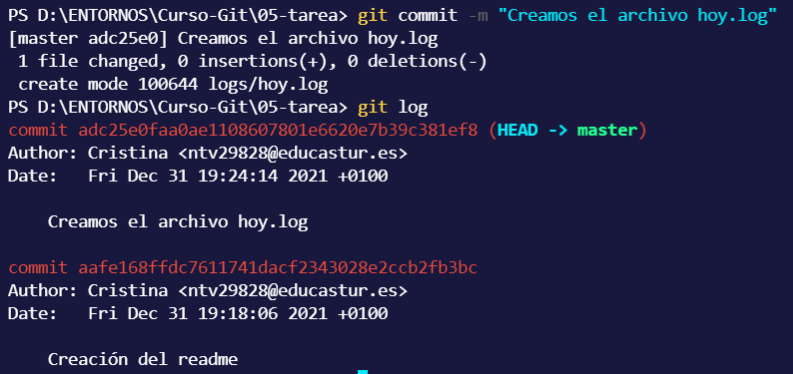 PS D:\ENTORNOS\Curso-Git\05-tarea> git commit -m "Creamos el archivo hoy.log"
[master adc25e0] Creamos el archivo hoy.log
 1 file changed, 0 insertions(+), 0 deletions(-)
 create mode 100644 logs/hoy.log
PS D:\ENTORNOS\Curso-Git\05-tarea> git log
commit adc25e0faa0ae1108607801e6620e7b39c381ef8 (HEAD -> master)
Author: Cristina <ntv29828@educastur.es>
Date:   Fri Dec 31 19:24:14 2021 +0100

    Creamos el archivo hoy.log

commit aafe168ffdc7611741dacf2343028e2ccb2fb3bc
Author: Cristina <ntv29828@educastur.es>
Date:   Fri Dec 31 19:18:06 2021 +0100

    Creación del readme